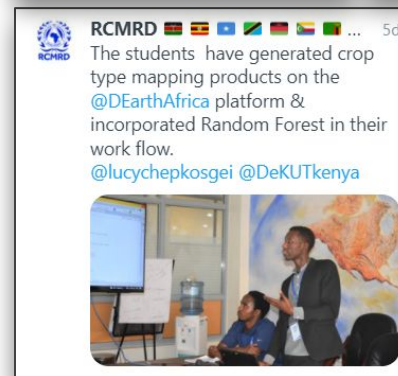 RCMRD 🇰🇪 🇺🇬 🇸🇴 🇹🇿 🇲🇼 🇰🇲 🇿🇲 ... 5d
RCMRD
The students have generated crop
type mapping products on the
@DEarthAfrica platform &
incorporated Random Forest in their
work flow.
@lucychepkosgei @DeKUTkenya